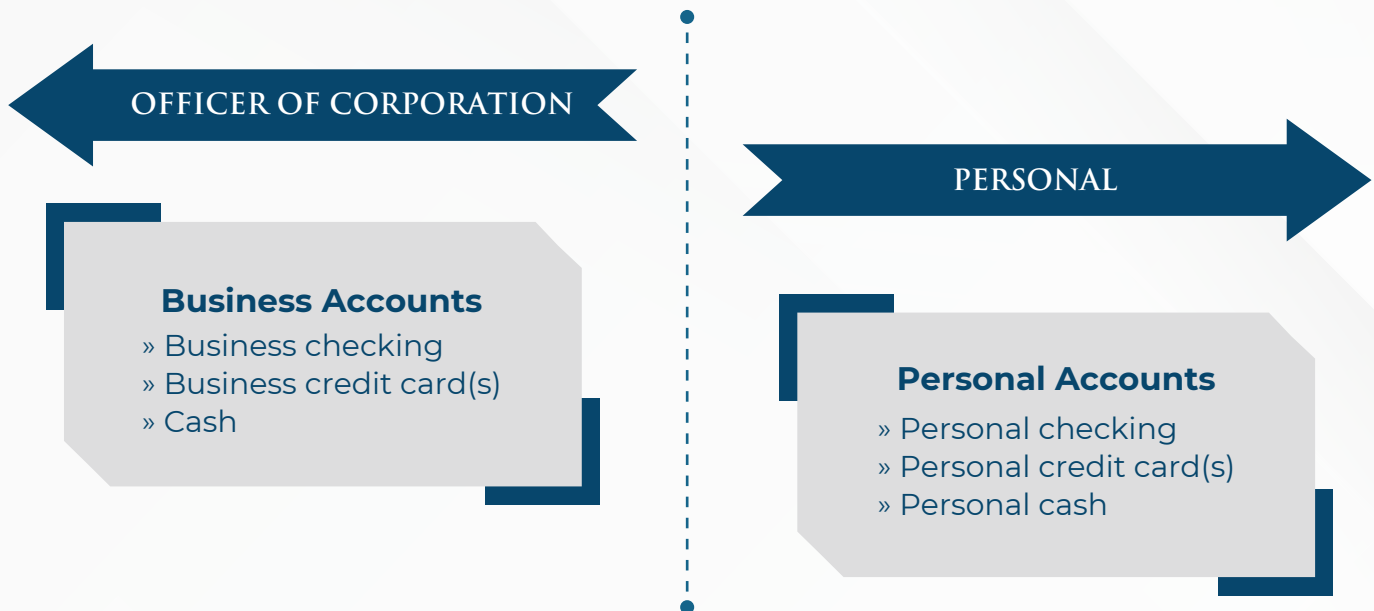 OFFICER OF CORPORATION
Business Accounts
» Business checking
» Business credit card(s)
» Cash
PERSONAL
Personal Accounts
» Personal checking
» Personal credit card(s)
» Personal cash